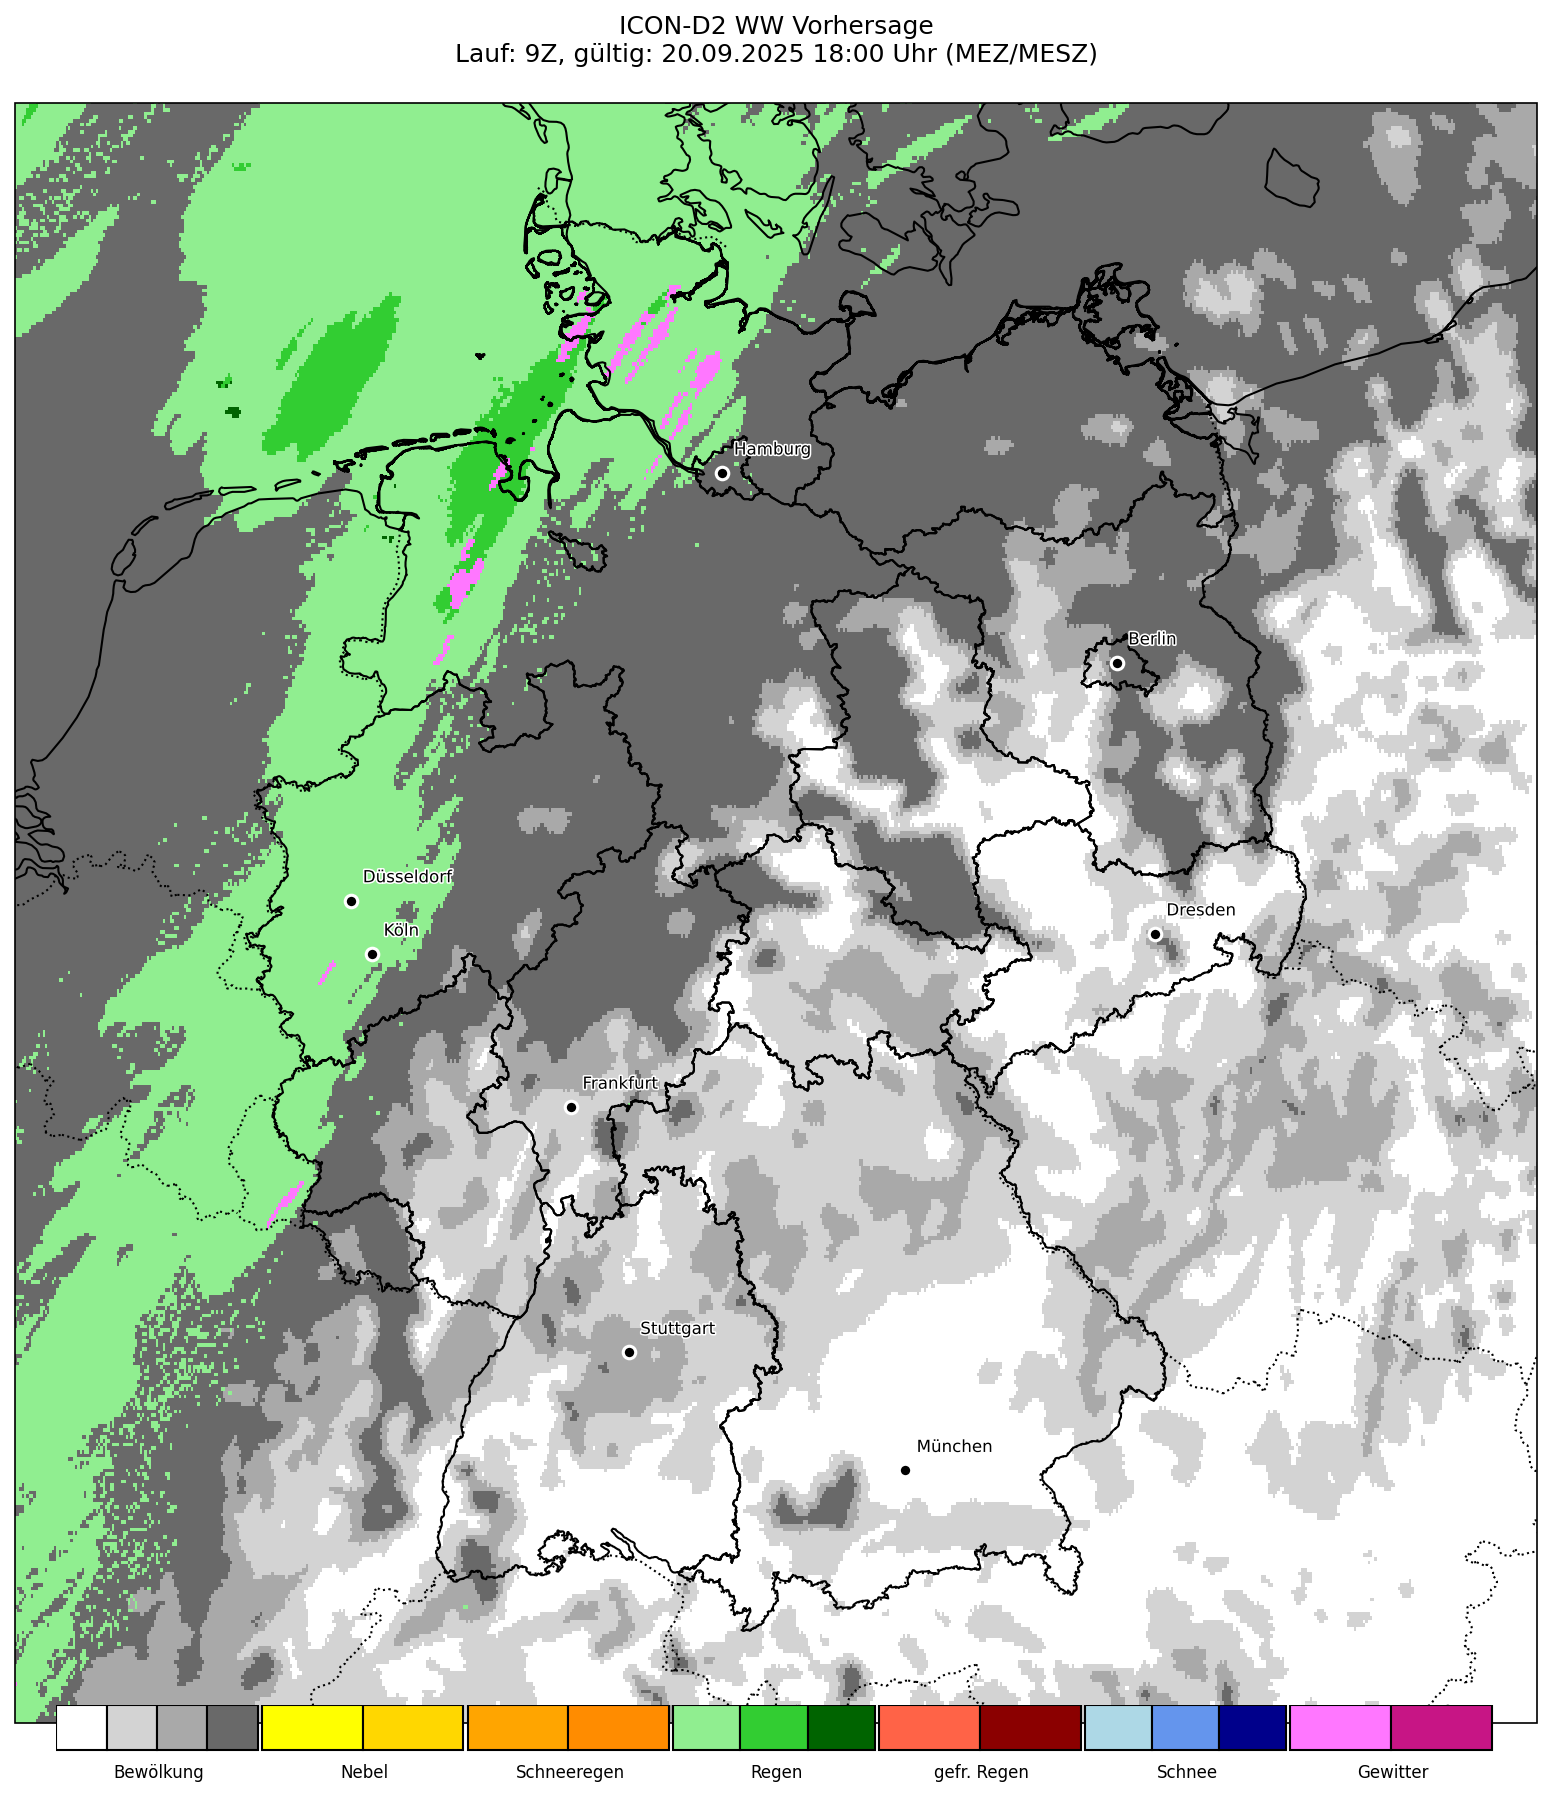 ICON-D2 WW Vorhersage
Lauf: 9Z, gültig: 20.09.2025 18:00 Uhr (MEZ/MESZ)
Hamburg
Berlin
Düsseldorf
Dresden
Köln
Frankfurt
Stuttgart
München
Bewölkung
Nebel
Schneeregen
Regen
gefr. Regen
Schnee
Gewitter